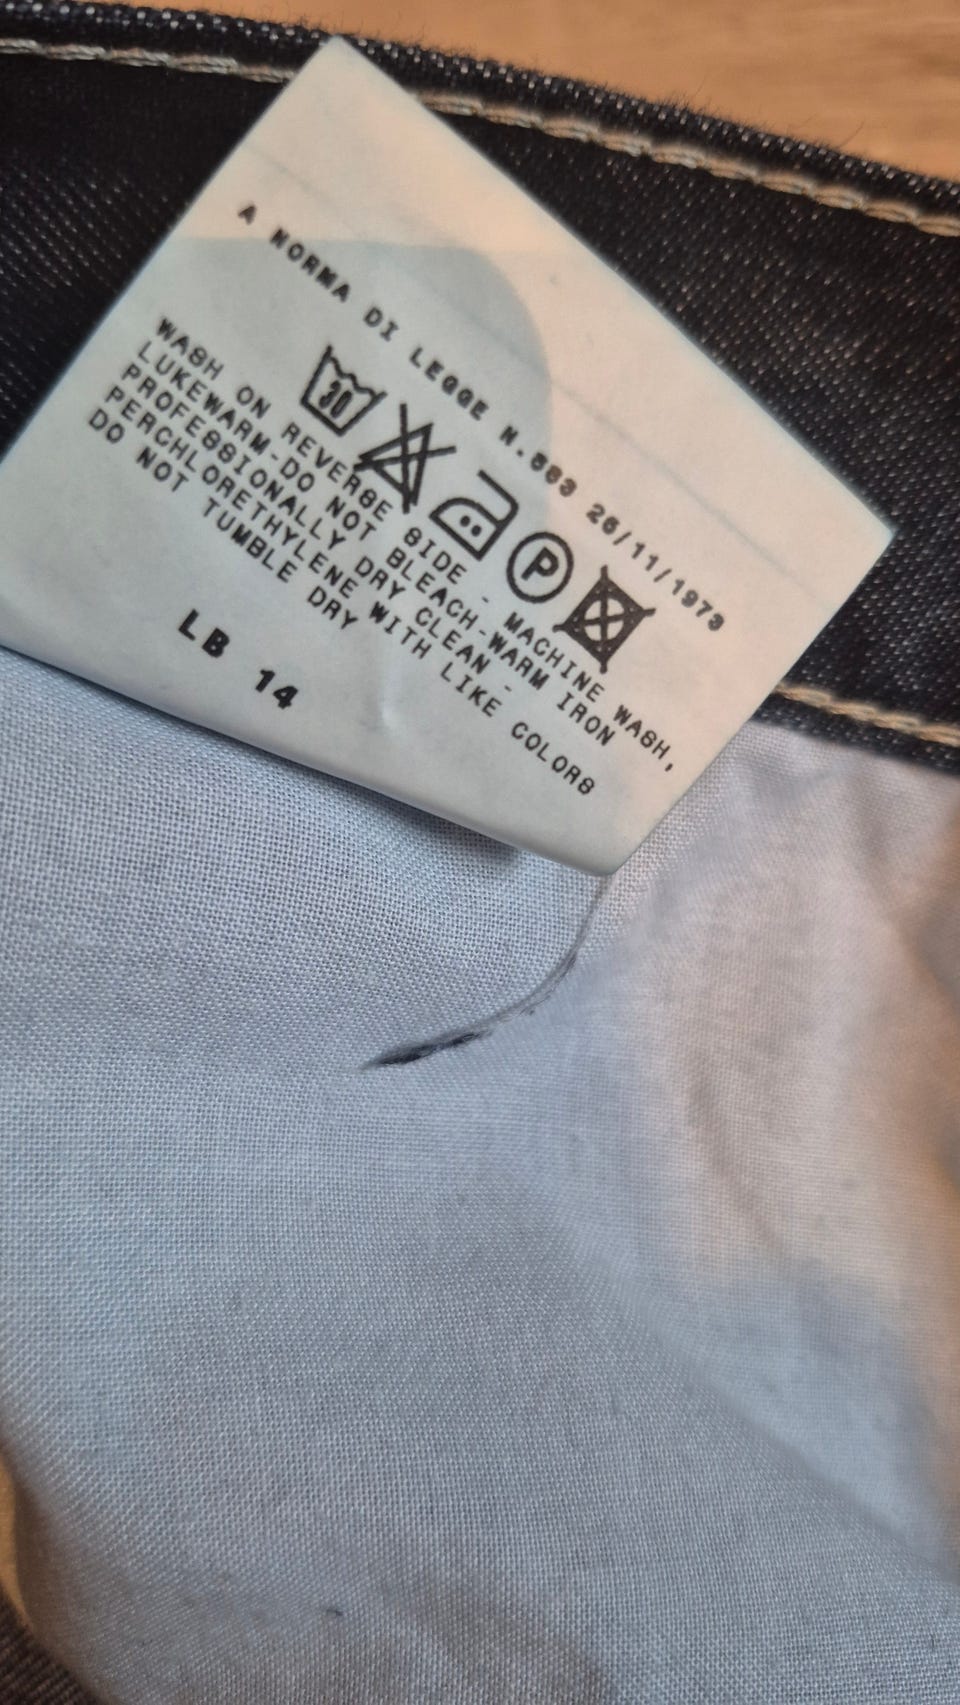 A NORMA DI LEGGE N.883 26/11/1973
30
P
WASH ON REVERSE SIDE - MACHINE WASH,
LUKEWARM-DO NOT BLEACH-WARM IRON
PROFESSIONALLY DRY CLEAN -
PERCHLORETHYLENE WITH LIKE COLORS
DO NOT TUMBLE DRY
LB 14